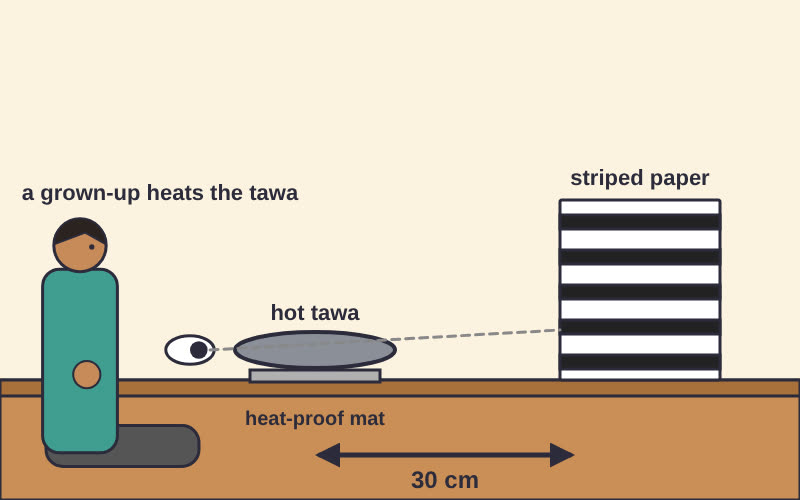 striped paper
a grown-up heats the tawa
hot tawa
heat-proof mat
30 cm